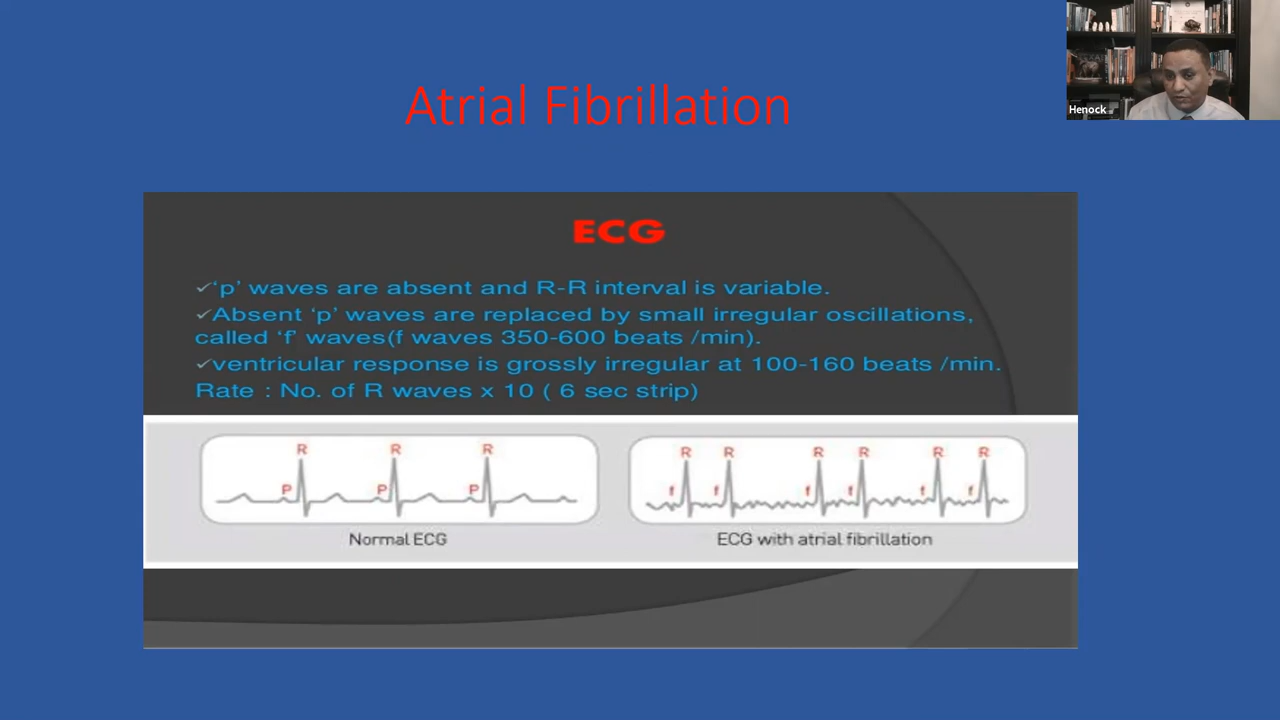 Henock
Atrial Fibrillation
ECG
✓'p' waves are absent and R-R interval is variable.
✓Absent 'p' waves are replaced by small irregular oscillations,
called 'f' waves(f waves 350-600 beats /min).
✓ventricular response is grossly irregular at 100-160 beats /min.
Rate : No. of R waves x 10 ( 6 sec strip)
R R R
P P P
Normal ECG
R R R R R R
f f f f f f
ECG with atrial fibrillation